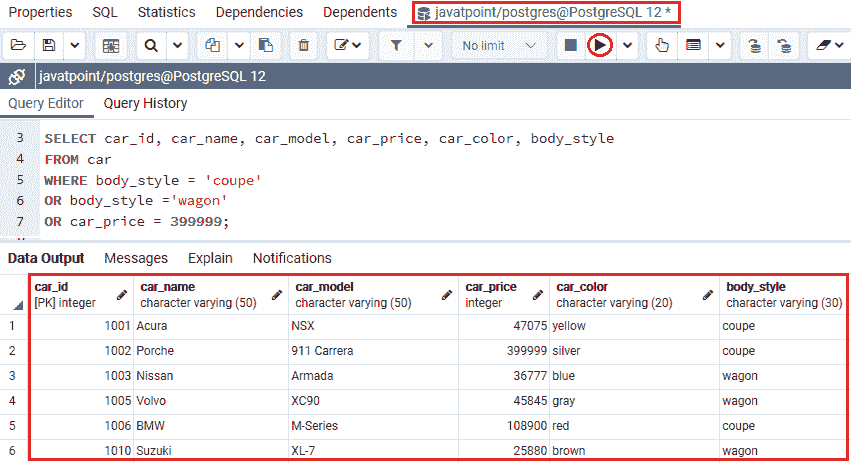 Properties SQL Statistics Dependencies Dependents javatpoint/postgres@PostgreSQL 12 *
No limit
javatpoint/postgres@PostgreSQL 12
Query Editor Query History
3 SELECT car_id, car_name, car_model, car_price, car_color, body_style
4 FROM car
5 WHERE body_style = 'coupe'
6 OR body_style ='wagon'
7 OR car_price = 399999;
Data Output Messages Explain Notifications
car_id car_name car_model car_price car_color body_style
[PK] integer character varying (50) character varying (50) integer character varying (20) character varying (30)
1 1001 Acura NSX 47075 yellow coupe
2 1002 Porche 911 Carrera 399999 silver coupe
3 1003 Nissan Armada 36777 blue wagon
4 1005 Volvo XC90 45845 gray wagon
5 1006 BMW M-Series 108900 red coupe
6 1010 Suzuki XL-7 25880 brown wagon